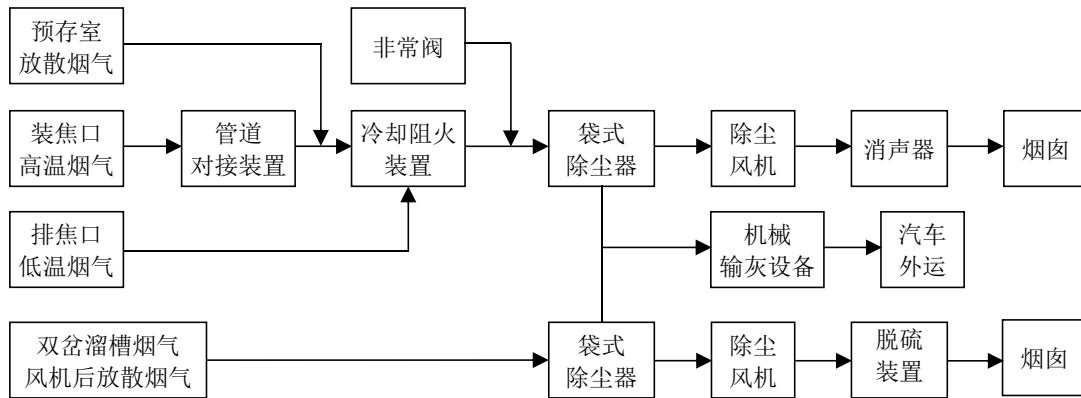 预存室
放散烟气
非常阀
装焦口
高温烟气
管道
对接装置
冷却阻火
装置
袋式
除尘器
除尘
风机
消声器
烟囱
排焦口
低温烟气
机械
输灰设备
汽车
外运
双岔溜槽烟气
风机后放散烟气
袋式
除尘器
除尘
风机
脱硫
装置
烟囱